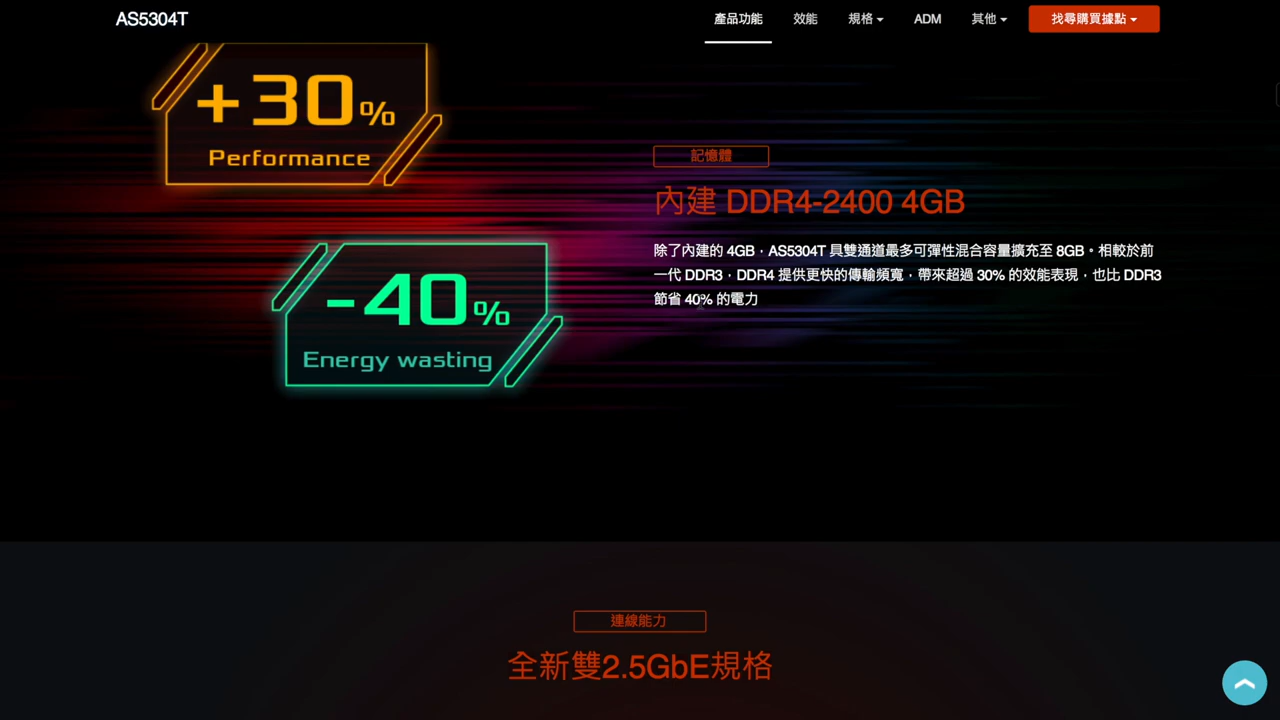 AS5304T
產品功能
效能
規格
ADM
其他
找尋購買據點
+30%
Performance
-40%
Energy wasting
記憶體
內建 DDR4-2400 4GB
除了內建的 4GB,AS5304T 具雙通道最多可彈性混合容量擴充至 8GB。相較於前
一代 DDR3,DDR4 提供更快的傳輸頻寬,帶來超過 30% 的效能表現,也比 DDR3
節省 40% 的電力
連線能力
全新雙2.5GbE規格